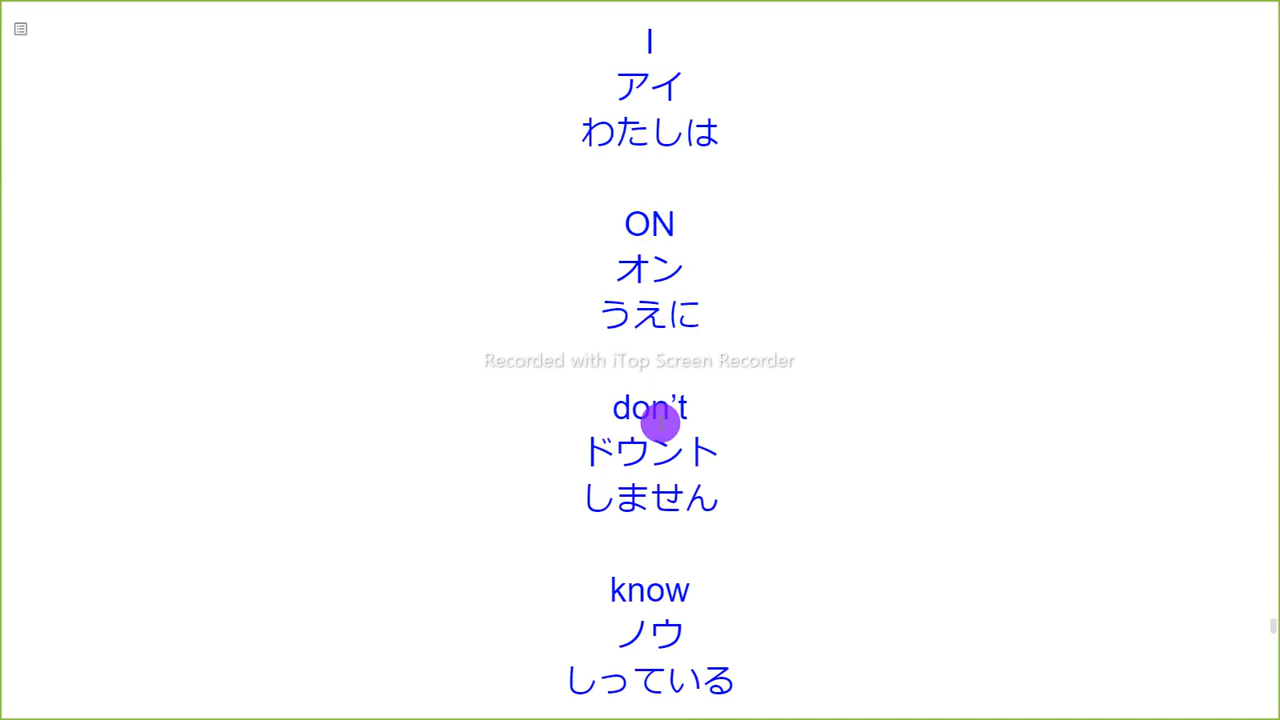 I
アイ
わたしは
ON
オン
うえに
Recorded with iTop Screen Recorder
don't
ドウント
しません
know
ノウ
しっている